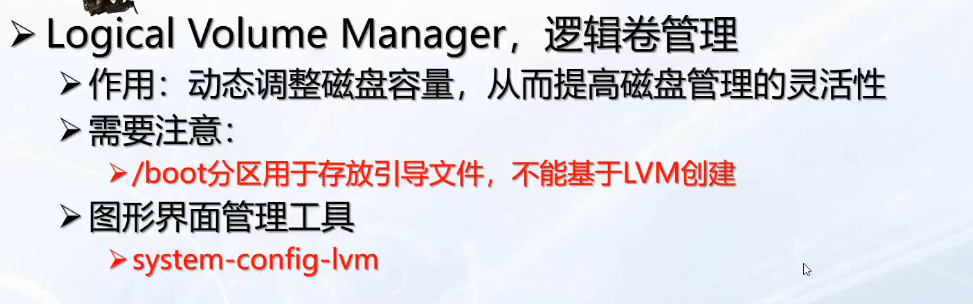 Logical Volume Manager，逻辑卷管理
作用：动态调整磁盘容量，从而提高磁盘管理的灵活性
需要注意：
/boot分区用于存放引导文件，不能基于LVM创建
图形界面管理工具
system-config-lvm